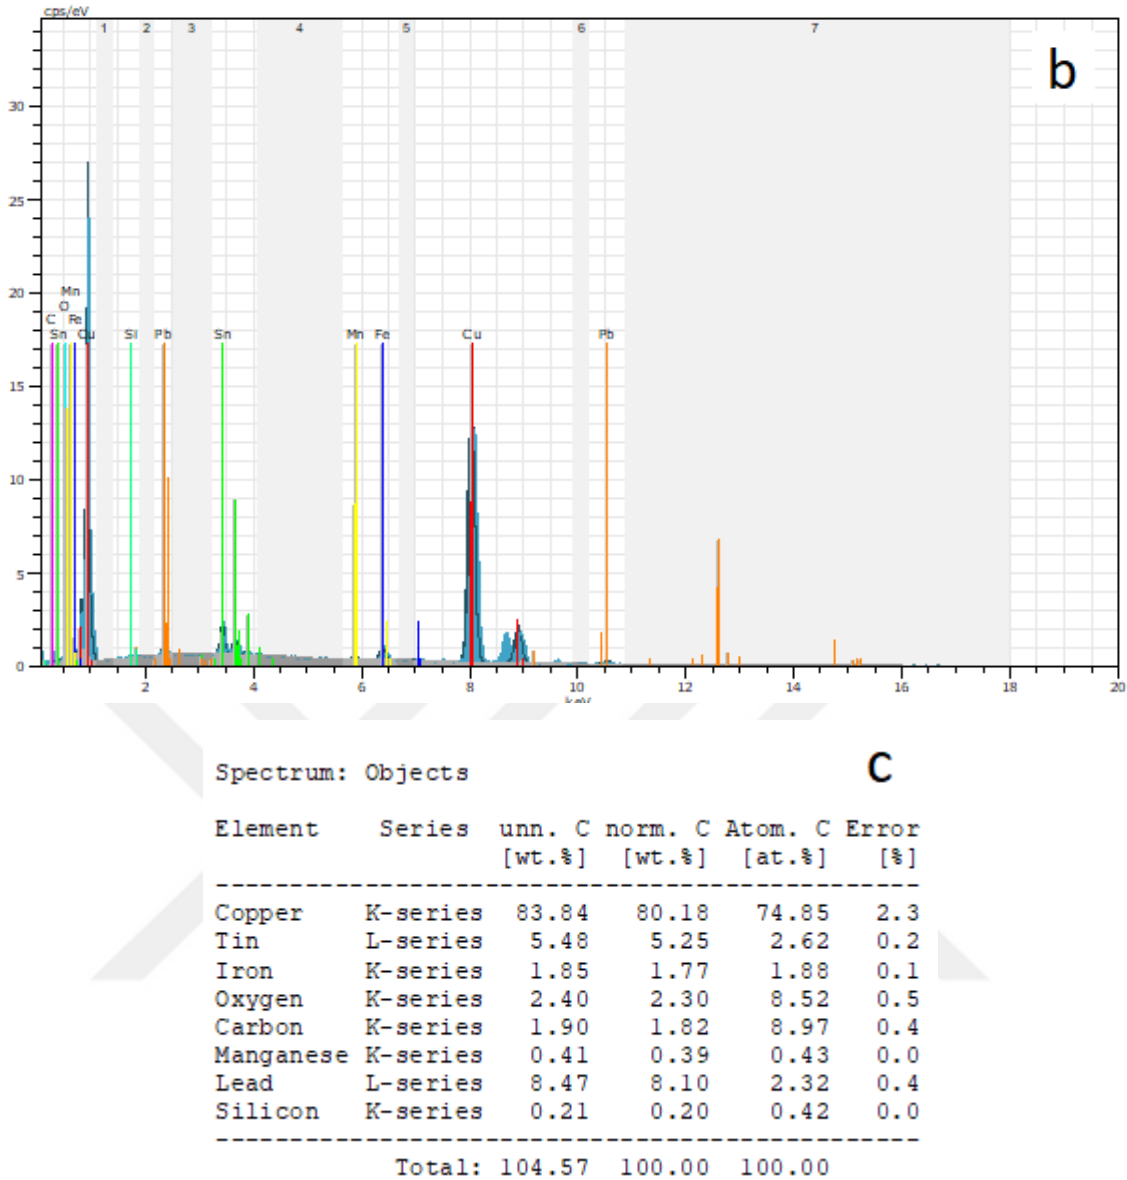 cps/eV
1 2 3 4 5 6 7
b
30
25
Mn
20
O
C Fe
Sn Cu Si Pb Sn Mn Fe Cu Pb
15
10
5
0
2 4 6 8 10 12 14 16 18 20
keV
Spectrum: Objects
c
Element Series unn. C norm. C Atom. C Error
[wt.%] [wt.%] [at.%] [%]
------------------------------------------------
Copper K-series 83.84 80.18 74.85 2.3
Tin L-series 5.48 5.25 2.62 0.2
Iron K-series 1.85 1.77 1.88 0.1
Oxygen K-series 2.40 2.30 8.52 0.5
Carbon K-series 1.90 1.82 8.97 0.4
Manganese K-series 0.41 0.39 0.43 0.0
Lead L-series 8.47 8.10 2.32 0.4
Silicon K-series 0.21 0.20 0.42 0.0
------------------------------------------------
Total: 104.57 100.00 100.00